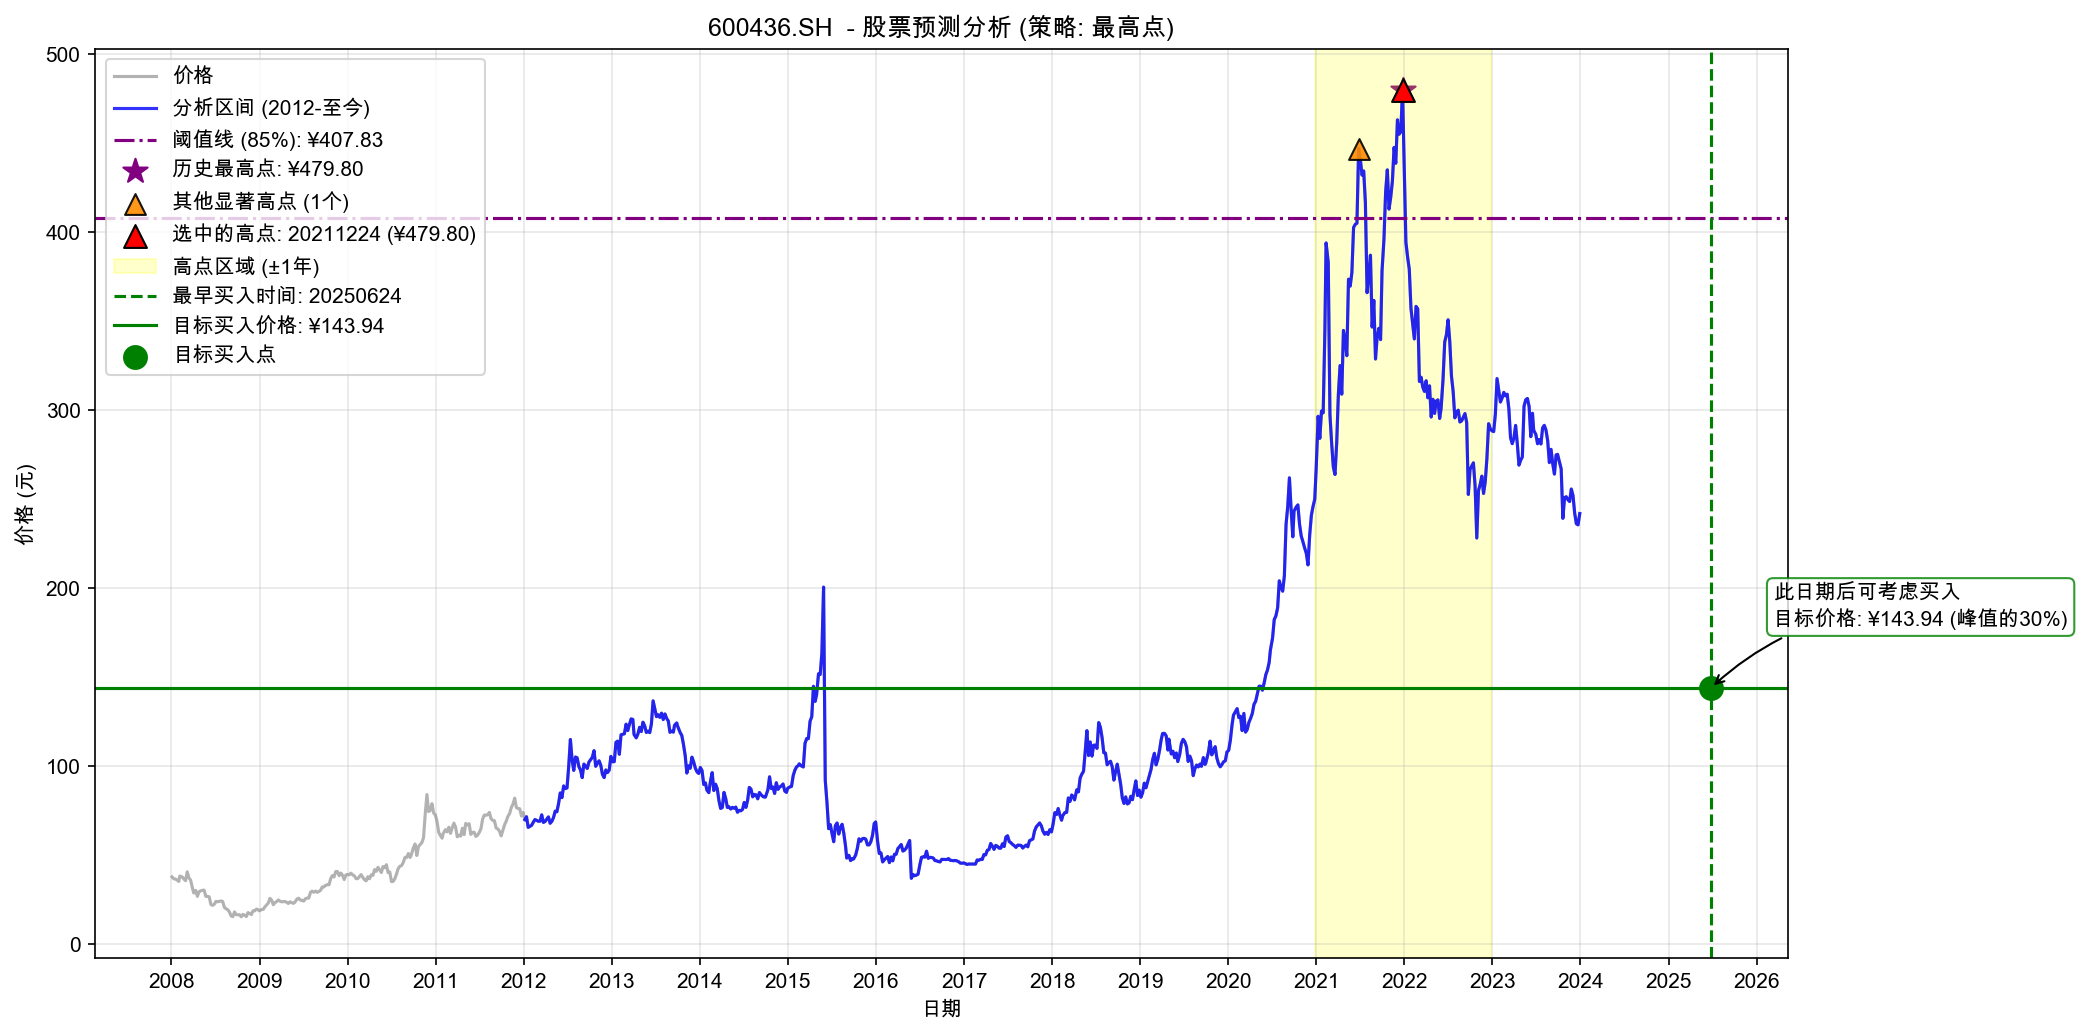 600436.SH  - 股票预测分析 (策略: 最高点)
价格
分析区间 (2012-至今)
阈值线 (85%): ¥407.83
历史最高点: ¥479.80
其他显著高点 (1个)
选中的高点: 20211224 (¥479.80)
高点区域 (±1年)
最早买入时间: 20250624
目标买入价格: ¥143.94
目标买入点
500
400
300
200
100
0
价格 (元)
此日期后可考虑买入
目标价格: ¥143.94 (峰值的30%)
2008 2009 2010 2011 2012 2013 2014 2015 2016 2017 2018 2019 2020 2021 2022 2023 2024 2025 2026
日期